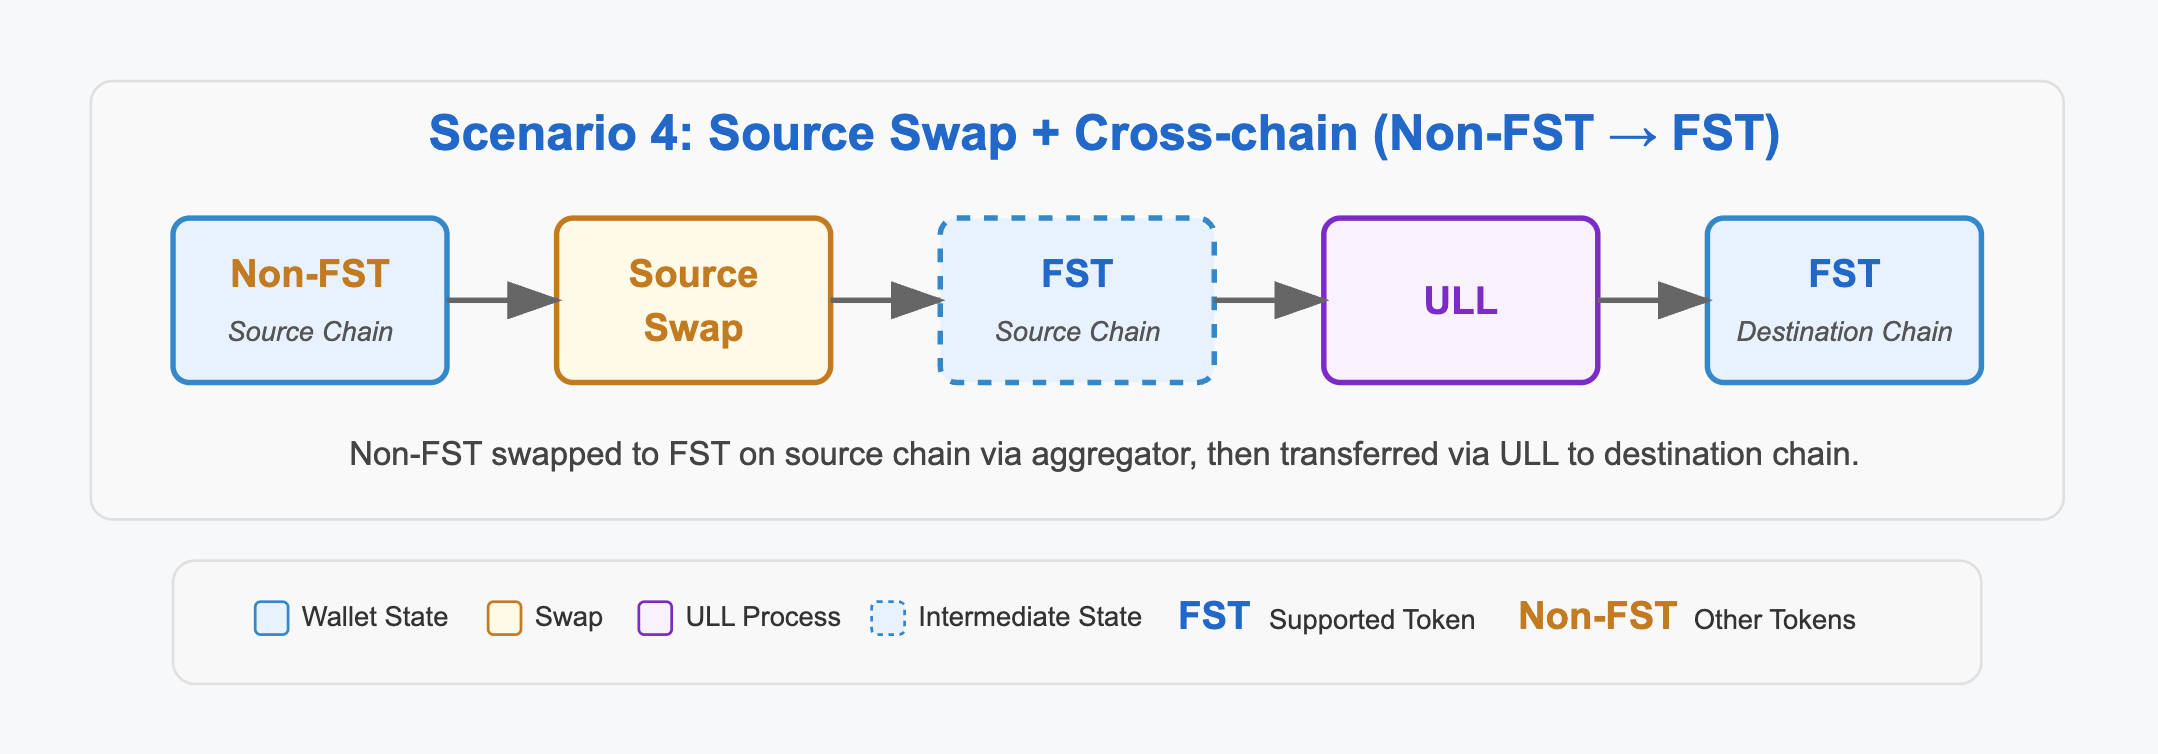 Scenario 4: Source Swap + Cross-chain (Non-FST → FST)
Non-FST
Source Chain
Source
Swap
FST
Source Chain
ULL
FST
Destination Chain
Non-FST swapped to FST on source chain via aggregator, then transferred via ULL to destination chain.
Wallet State
Swap
ULL Process
Intermediate State
FST Supported Token
Non-FST Other Tokens